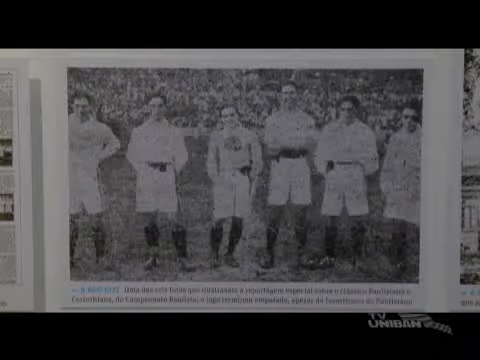 Uma das seis fotos que ilustravam a reportagem especial sobre o clássico Paulistano e
Corinthians, do Campeonato Paulista; o jogo terminou empatado, apesar do favoritismo do Paulistano
TV
UNIBAN